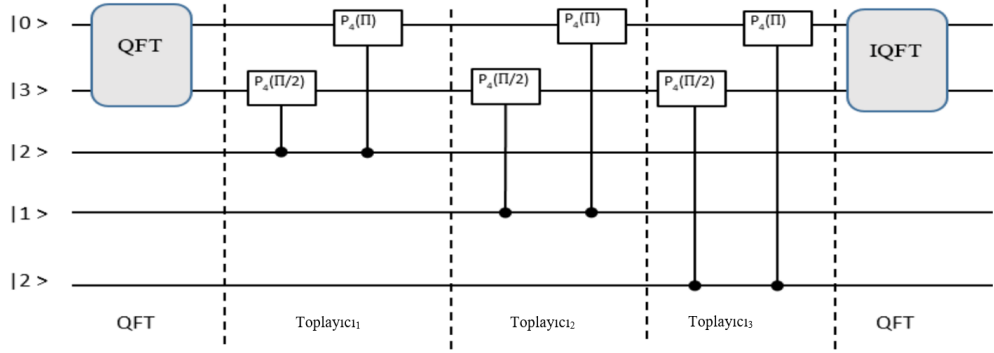 |0 > QFT P₄(Π) P₄(Π) P₄(Π) IQFT
|3 > P₄(Π/2) P₄(Π/2) P₄(Π/2)
|2 >
|1 >
|2 >
QFT Toplayıcı₁ Toplayıcı₂ Toplayıcı₃ QFT